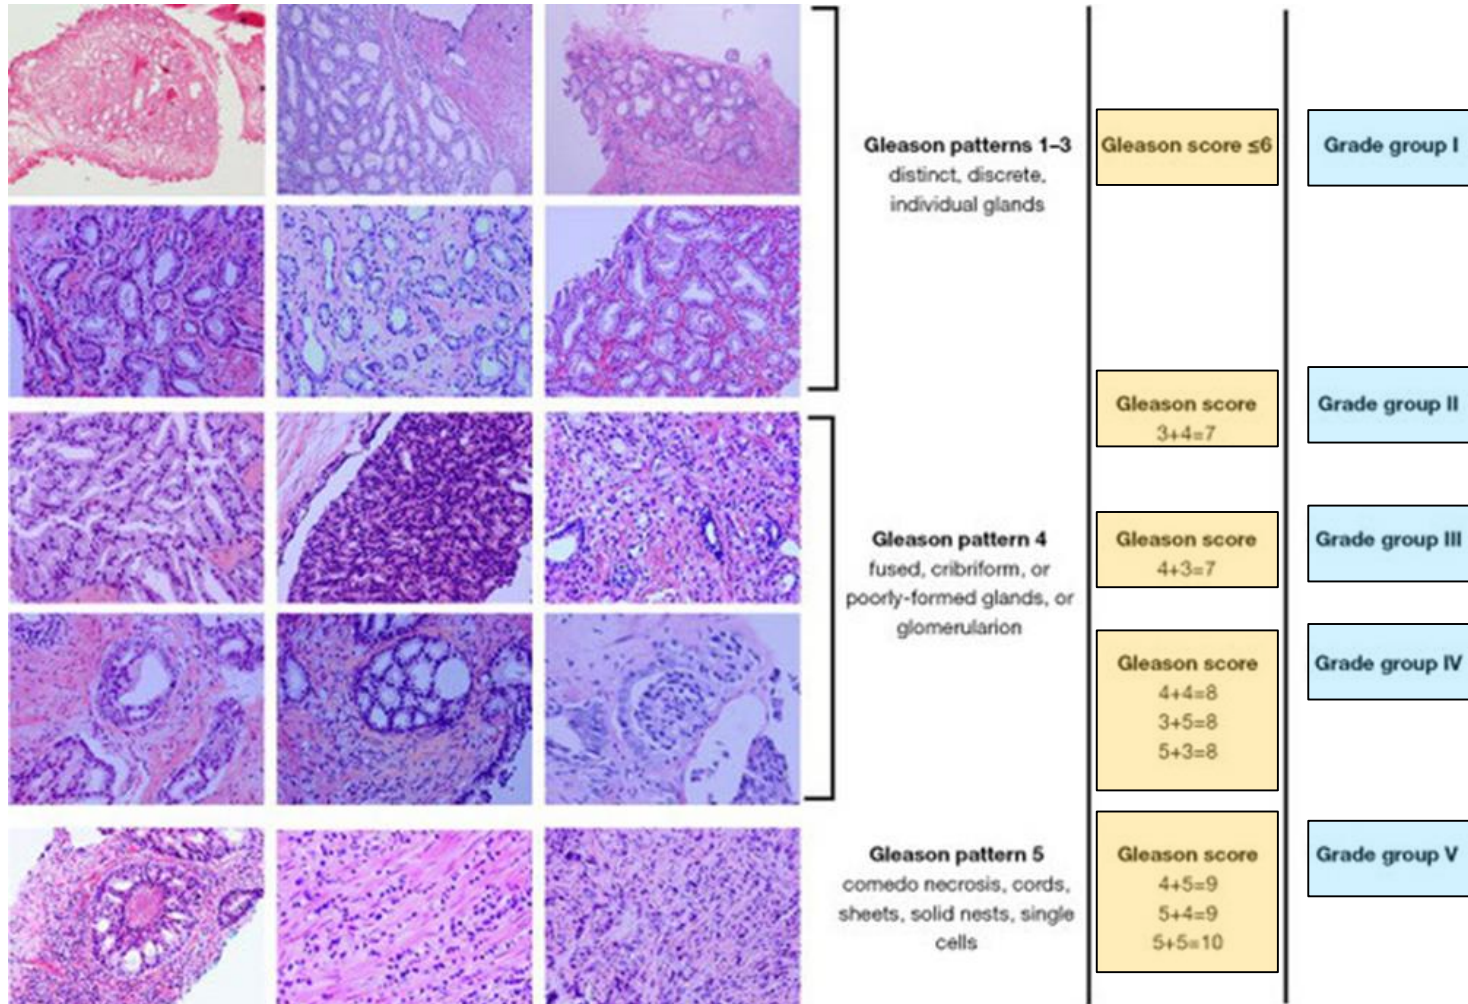 Gleason patterns 1–3
distinct, discrete,
individual glands
Gleason score ≤6
Grade group I
Gleason score
3+4=7
Grade group II
Gleason pattern 4
fused, cribriform, or
poorly-formed glands, or
glomerularion
Gleason score
4+3=7
Grade group III
Gleason score
4+4=8
3+5=8
5+3=8
Grade group IV
Gleason pattern 5
comedo necrosis, cords,
sheets, solid nests, single
cells
Gleason score
4+5=9
5+4=9
5+5=10
Grade group V